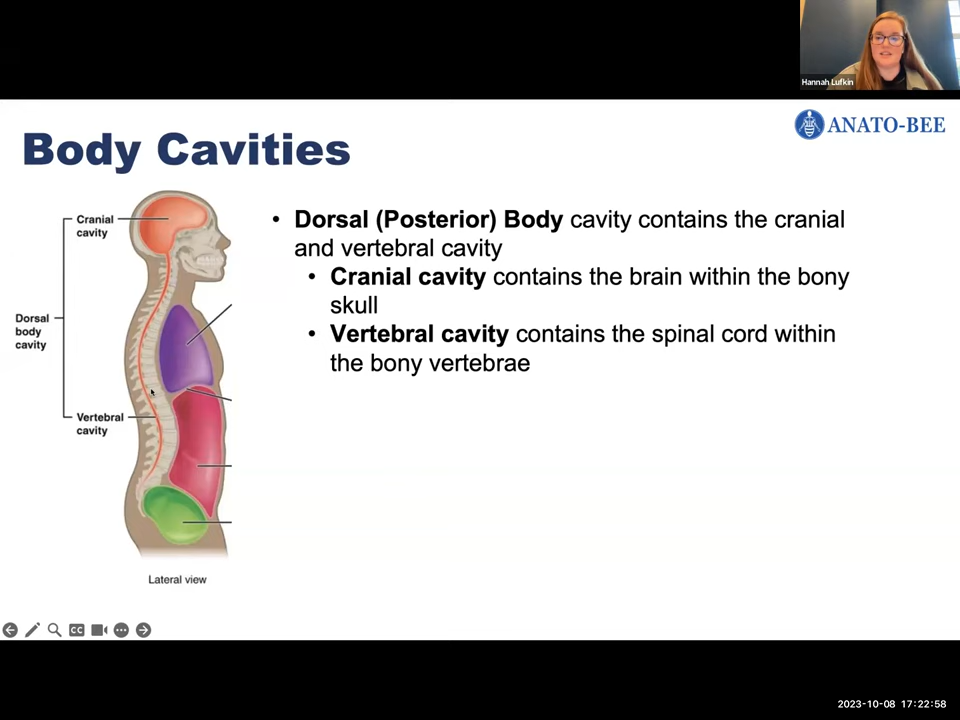 Hannah Lufkin
ANATO-BEE
Body Cavities
Cranial
cavity
Dorsal
body
cavity
Vertebral
cavity
Lateral view
• Dorsal (Posterior) Body cavity contains the cranial
and vertebral cavity
• Cranial cavity contains the brain within the bony
skull
• Vertebral cavity contains the spinal cord within
the bony vertebrae
CC
2023-10-08 17:22:58